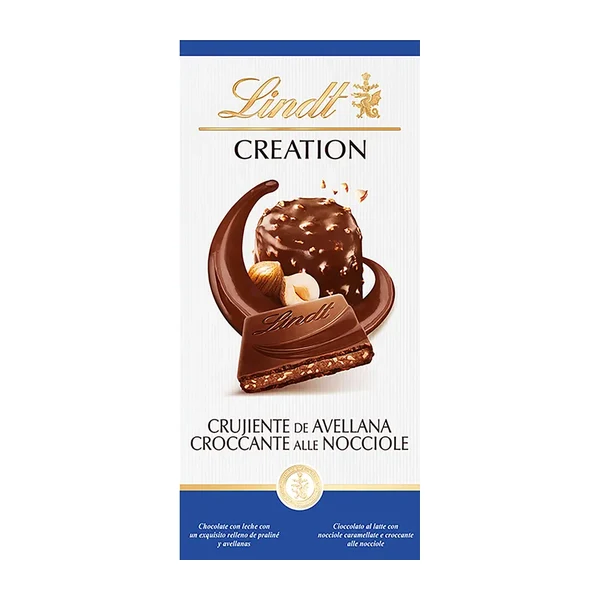 Lindt
CREATION
Lindt
CRUJIENTE DE AVELLANA
CROCCANTE ALLE NOCCIOLE
Chocolate con leche con
un exquisito relleno de praliné
y avellanas
Cioccolato al latte con
nocciole caramellate e croccante
alle nocciole